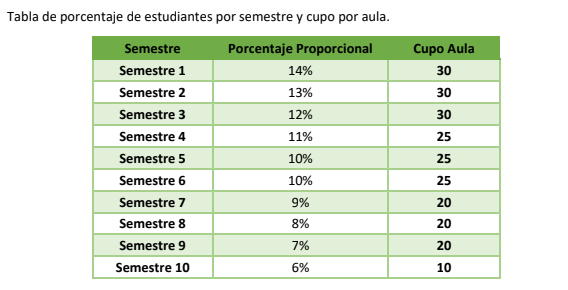 Tabla de porcentaje de estudiantes por semestre y cupo por aula.
Semestre Porcentaje Proporcional Cupo Aula
Semestre 1 14% 30
Semestre 2 13% 30
Semestre 3 12% 30
Semestre 4 11% 25
Semestre 5 10% 25
Semestre 6 10% 25
Semestre 7 9% 20
Semestre 8 8% 20
Semestre 9 7% 20
Semestre 10 6% 10